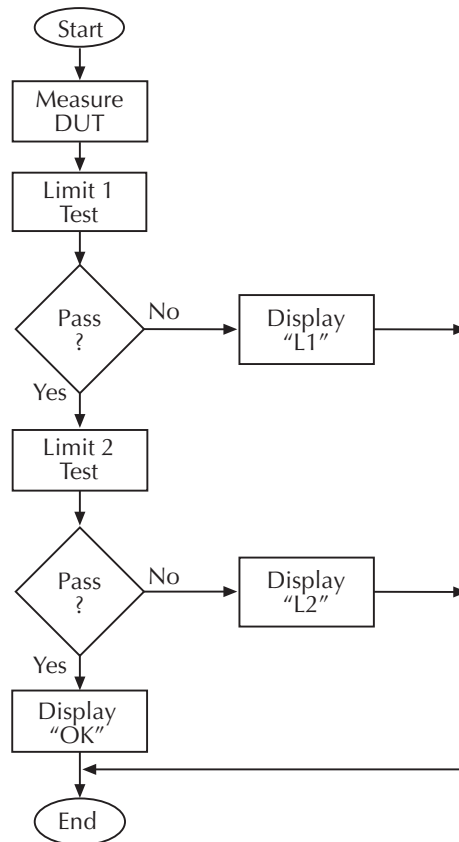 Start
Measure
DUT
Limit 1
Test
Pass
?
No
Display
“L1”
Yes
Limit 2
Test
Pass
?
No
Display
“L2”
Yes
Display
“OK”
End